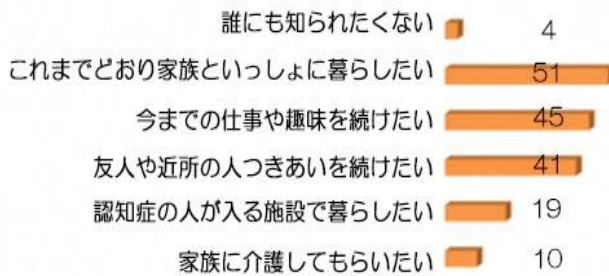 誰にも知られたくない 4
これまでどおり家族といっしょに暮らしたい 51
今までの仕事や趣味を続けたい 45
友人や近所の人つきあいを続けたい 41
認知症の人が入る施設で暮らしたい 19
家族に介護してもらいたい 10